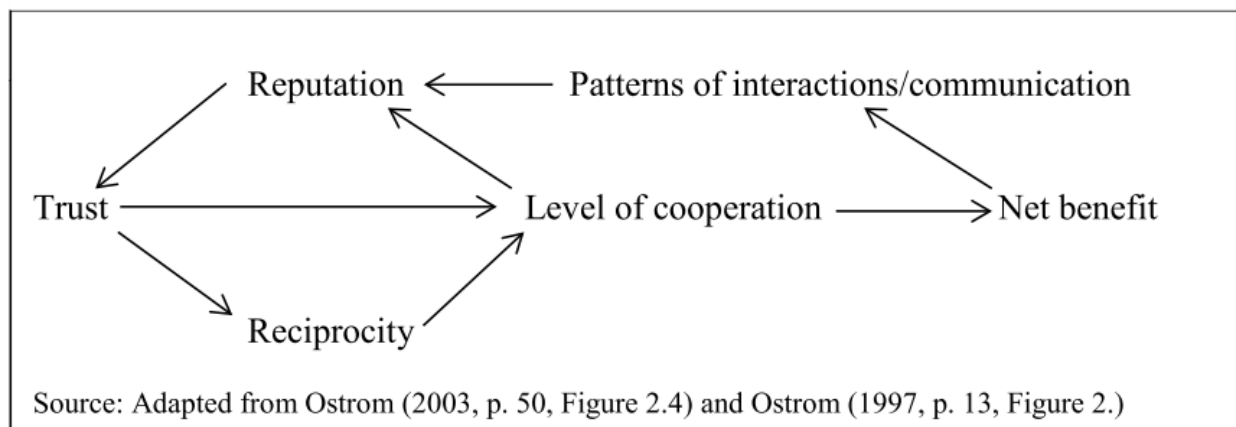 Reputation
Patterns of interactions/communication
Trust
Level of cooperation
Net benefit
Reciprocity
Source: Adapted from Ostrom (2003, p. 50, Figure 2.4) and Ostrom (1997, p. 13, Figure 2.)